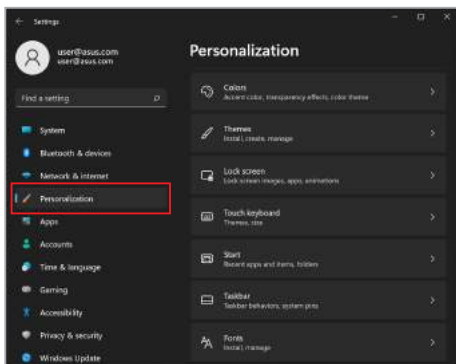 Settings
user@asus.com
user@asus.com
Find a setting
System
Bluetooth & devices
Network & internet
Personalization
Apps
Accounts
Time & language
Gaming
Accessibility
Privacy & security
Windows Update
Personalization
Colors
Accent color, transparency effects, color theme
Themes
Install, create, manage
Lock screen
Lock screen images, apps, animations
Touch keyboard
Themes, size
Start
Recent apps and items, folders
Taskbar
Taskbar behaviors, system pins
Fonts
Install, manage